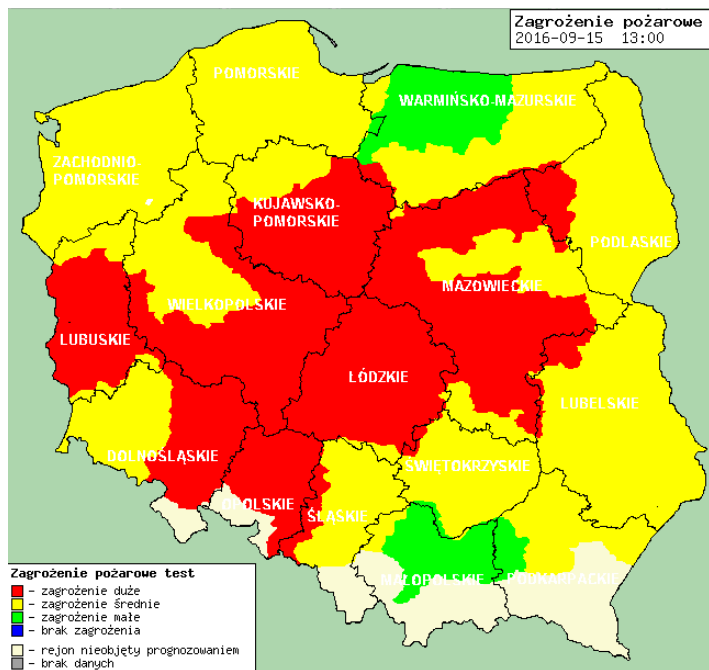 Zagrożenie pożarowe
2016-09-15 13:00
POMORSKIE
WARMIŃSKO-MAZURSKIE
ZACHODNIO-
POMORSKIE
KUJAWSKO-
POMORSKIE
PODLASKIE
MAZOWIECKIE
WIELKOPOLSKIE
LUBUSKIE
ŁÓDZKIE
LUBELSKIE
DOLNOŚLĄSKIE
ŚWIĘTOKRZYSKIE
OPOLSKIE
ŚLĄSKIE
MAŁOPOLSKIE
PODKARPACKIE
Zagrożenie pożarowe test
- zagrożenie duże
- zagrożenie średnie
- zagrożenie małe
- brak zagrożenia
- rejon nieobjęty prognozowaniem
- brak danych